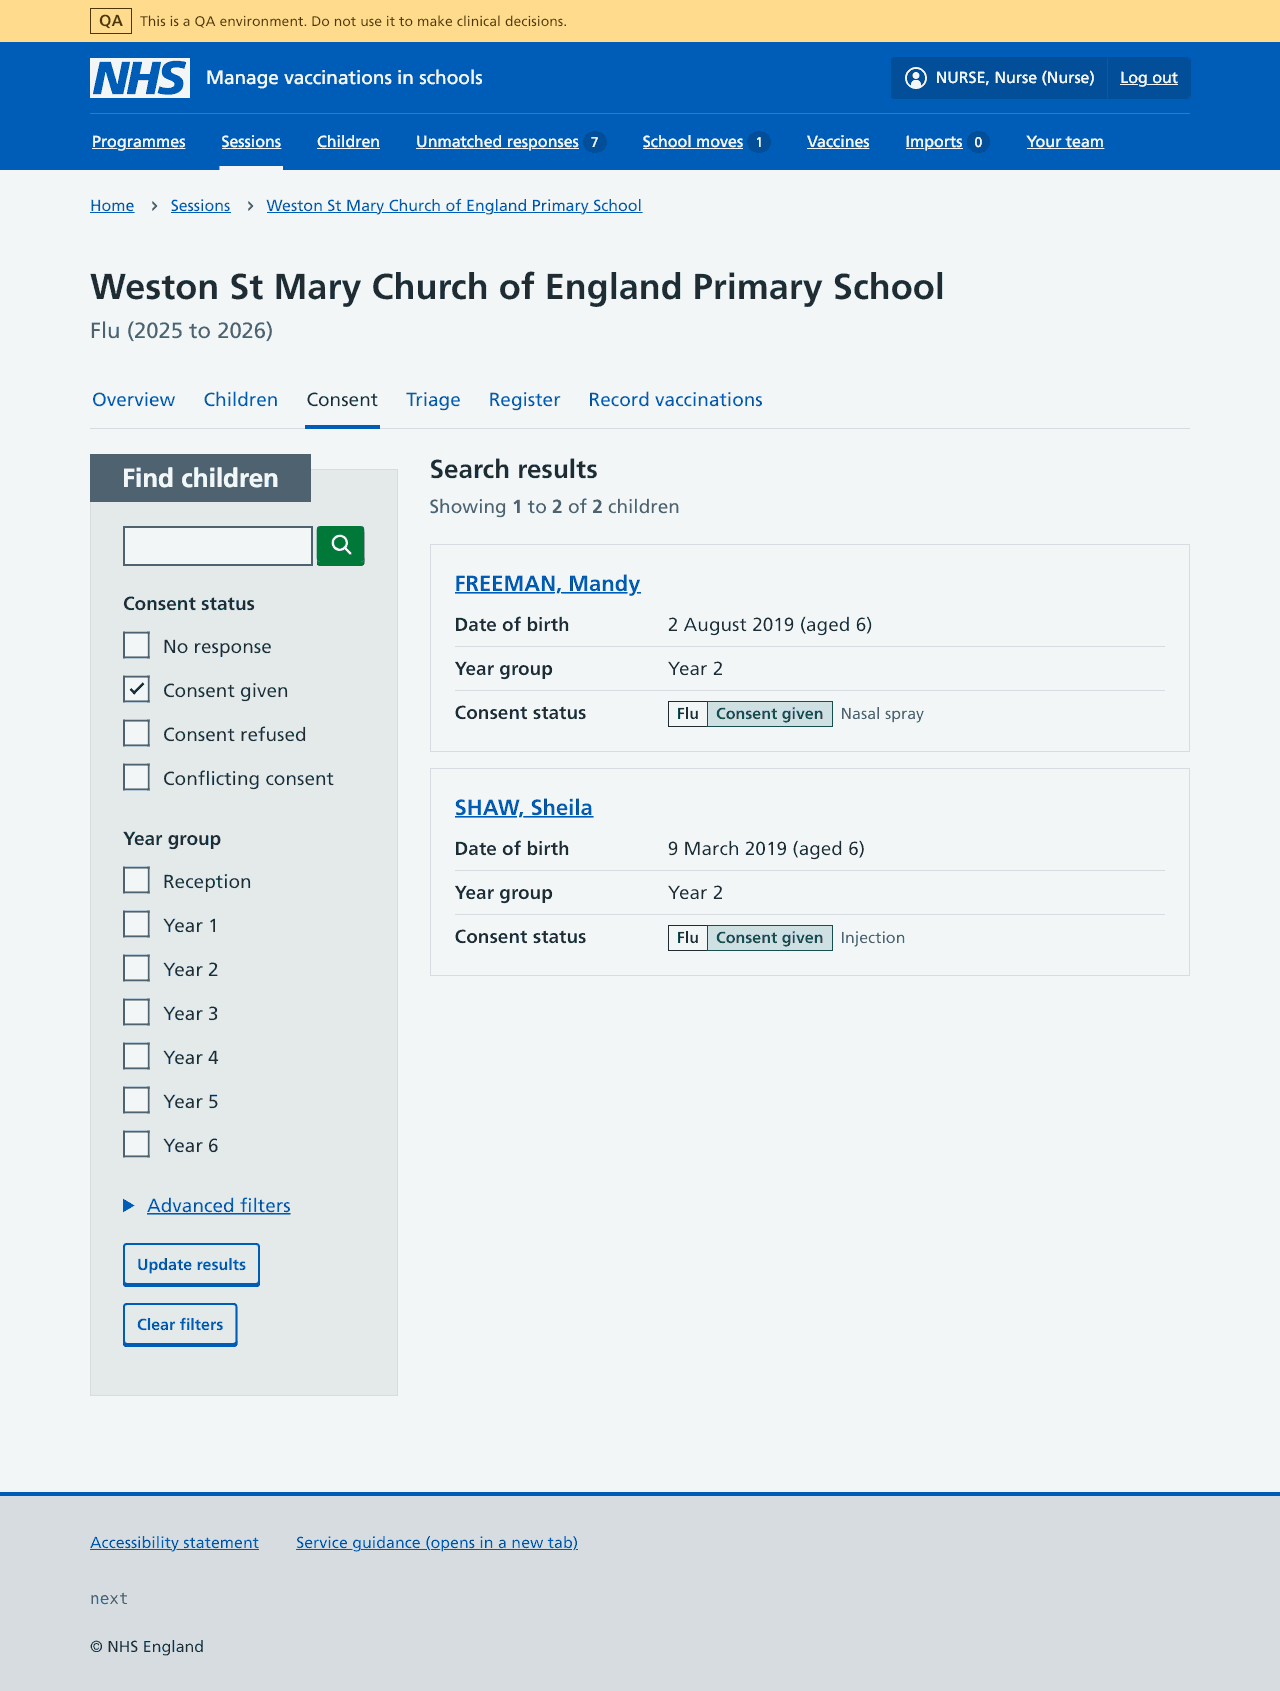 QA This is a QA environment. Do not use it to make clinical decisions.
NHS Manage vaccinations in schools NURSE, Nurse (Nurse) Log out
Programmes Sessions Children Unmatched responses 7 School moves 1 Vaccines Imports 0 Your team
Home Sessions Weston St Mary Church of England Primary School
Weston St Mary Church of England Primary School
Flu (2025 to 2026)
Overview Children Consent Triage Register Record vaccinations
Find children
Consent status
No response
Consent given
Consent refused
Conflicting consent
Year group
Reception
Year 1
Year 2
Year 3
Year 4
Year 5
Year 6
Advanced filters
Update results
Clear filters
Search results
Showing 1 to 2 of 2 children
FREEMAN, Mandy
Date of birth 2 August 2019 (aged 6)
Year group Year 2
Consent status Flu Consent given Nasal spray
SHAW, Sheila
Date of birth 9 March 2019 (aged 6)
Year group Year 2
Consent status Flu Consent given Injection
Accessibility statement Service guidance (opens in a new tab)
next
© NHS England